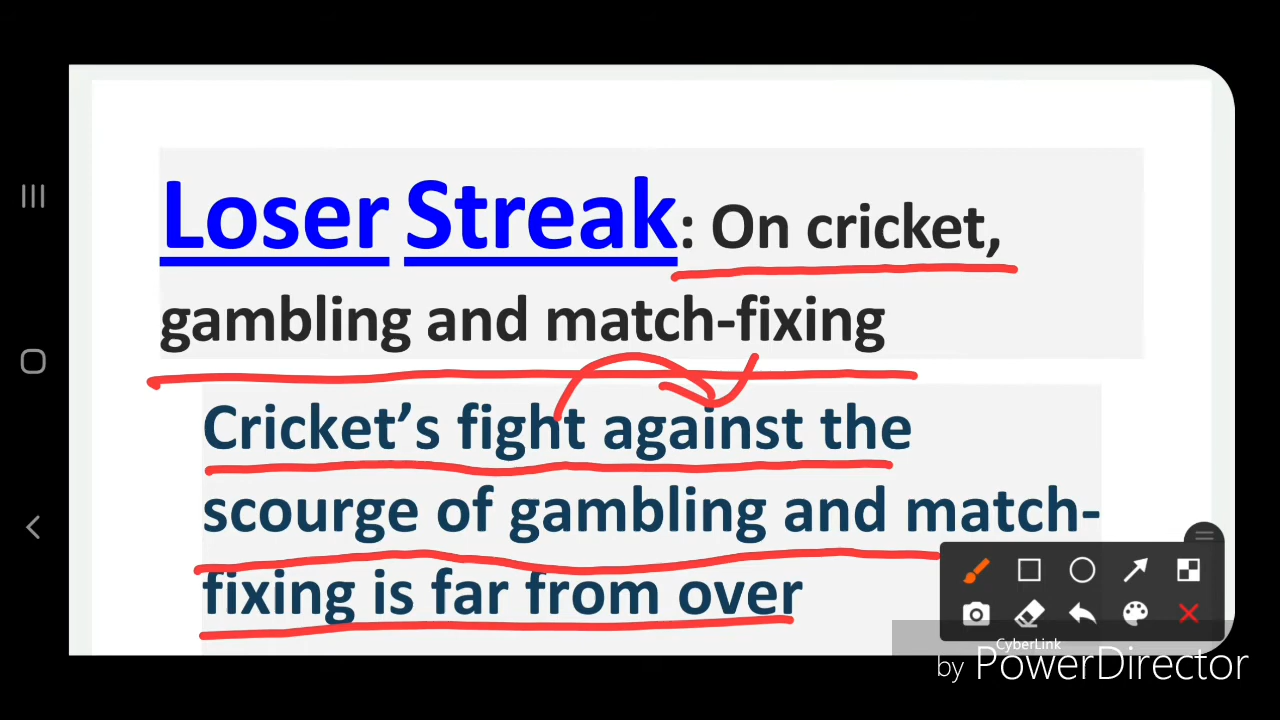 Loser Streak: On cricket,
gambling and match-fixing
Cricket’s fight against the
scourge of gambling and match-
fixing is far from over
CyberLink
by PowerDirector